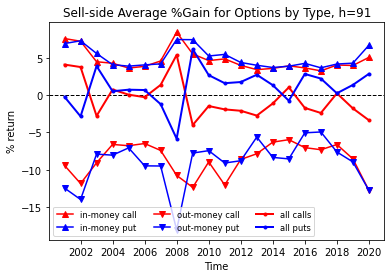 Sell-side Average %Gain for Options by Type, h=91
% return
5
0
−5
−10
−15
in-money call
in-money put
out-money call
out-money put
all calls
all puts
2002 2004 2006 2008 2010 2012 2014 2016 2018 2020
Time